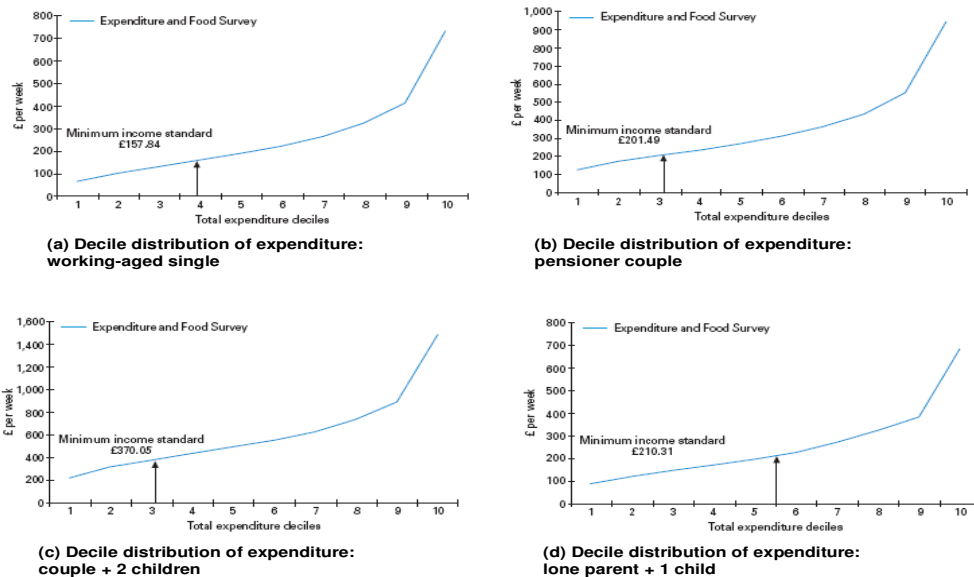 800
700
600
500
400
300
200
100
0
£ per week
Expenditure and Food Survey
Minimum income standard
£157.84
1 2 3 4 5 6 7 8 9 10
Total expenditure deciles
(a) Decile distribution of expenditure:
working-aged single
1,000
900
800
700
600
500
400
300
200
100
0
£ per week
Expenditure and Food Survey
Minimum income standard
£201.49
1 2 3 4 5 6 7 8 9 10
Total expenditure deciles
(b) Decile distribution of expenditure:
pensioner couple
1,600
1,400
1,200
1,000
800
600
400
200
0
£ per week
Expenditure and Food Survey
Minimum income standard
£370.05
1 2 3 4 5 6 7 8 9 10
Total expenditure deciles
(c) Decile distribution of expenditure:
couple + 2 children
800
700
600
500
400
300
200
100
0
£ per week
Expenditure and Food Survey
Minimum income standard
£210.31
1 2 3 4 5 6 7 8 9 10
Total expenditure deciles
(d) Decile distribution of expenditure:
lone parent + 1 child